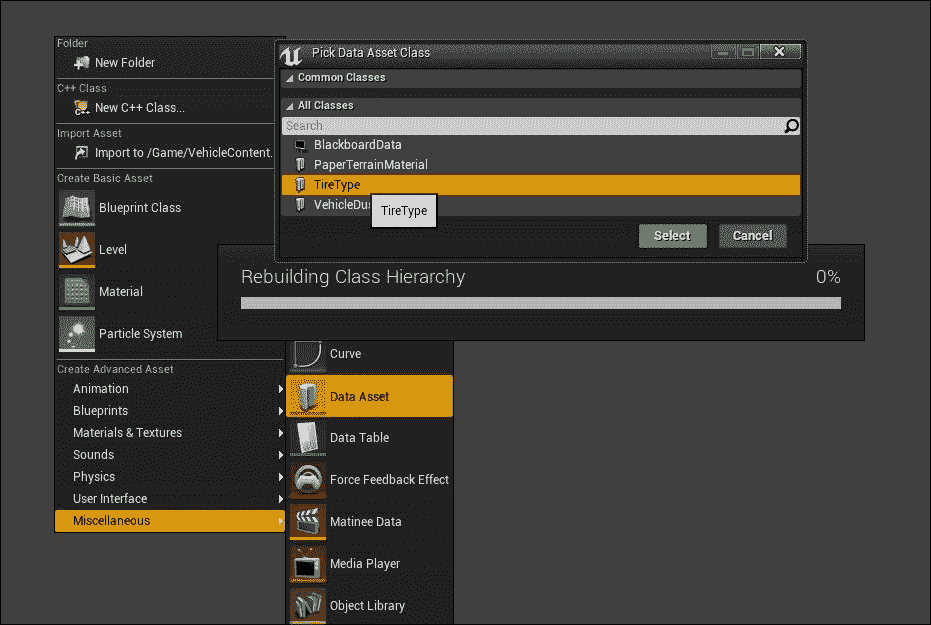 Folder
New Folder
C++ Class
C++
New C++ Class...
Import Asset
Import to /Game/VehicleContent.
Create Basic Asset
Blueprint Class
Level
Material
Particle System
Create Advanced Asset
Animation
Blueprints
Materials & Textures
Sounds
Physics
User Interface
Miscellaneous
Pick Data Asset Class
Common Classes
All Classes
Search
BlackboardData
PaperTerrainMaterial
TireType
VehicleDus
TireType
Select Cancel
Rebuilding Class Hierarchy 0%
Curve
Data Asset
Data Table
Force Feedback Effect
Matinee Data
Media Player
Object Library